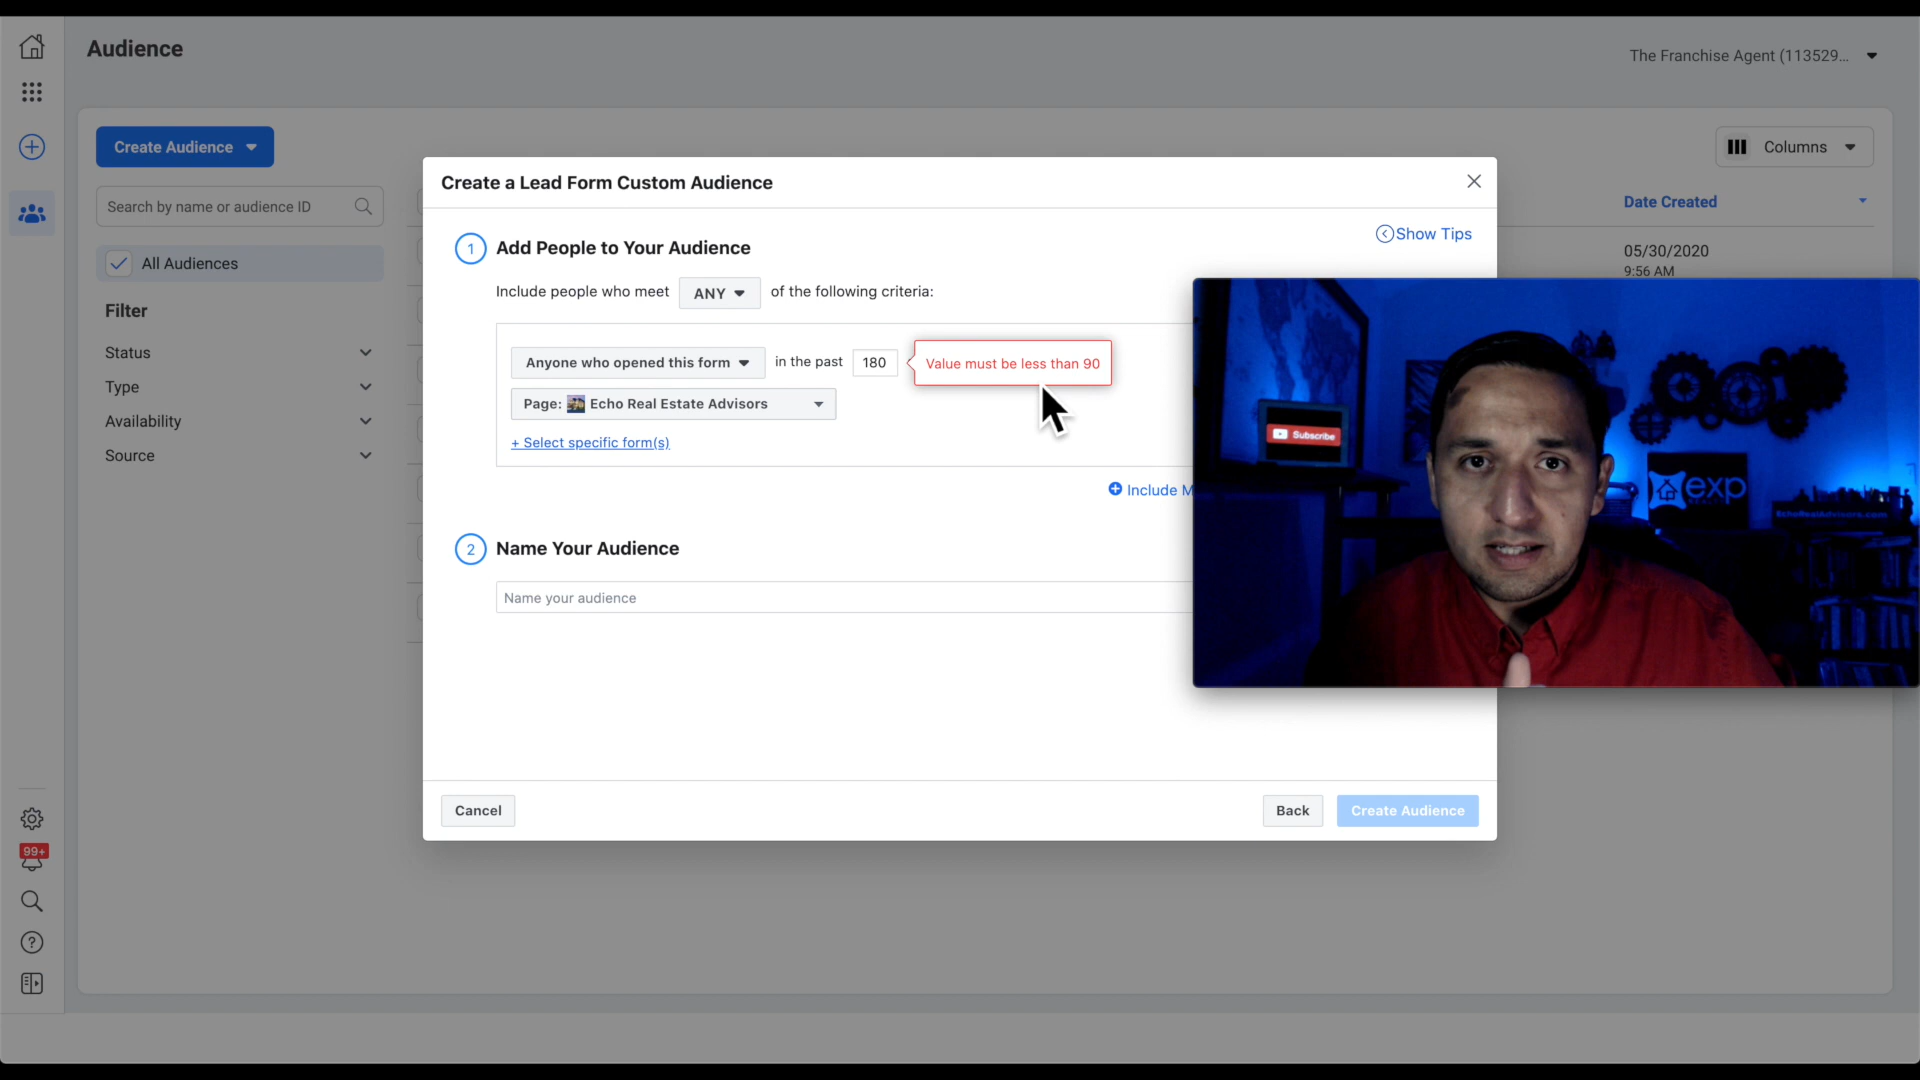 Audience
The Franchise Agent (113529...
Create Audience
Columns
Search by name or audience ID
Date Created
All Audiences
05/30/2020
9:56 AM
Filter
Status
Type
Availability
Source
99+
Create a Lead Form Custom Audience
Show Tips
1 Add People to Your Audience
Include people who meet ANY of the following criteria:
Anyone who opened this form in the past 180 Value must be less than 90
Page: Echo Real Estate Advisors
+ Select specific form(s)
Include M
2 Name Your Audience
Name your audience
Cancel
Back
Create Audience
Subscribe
exp
EchoRealAdvisors.com